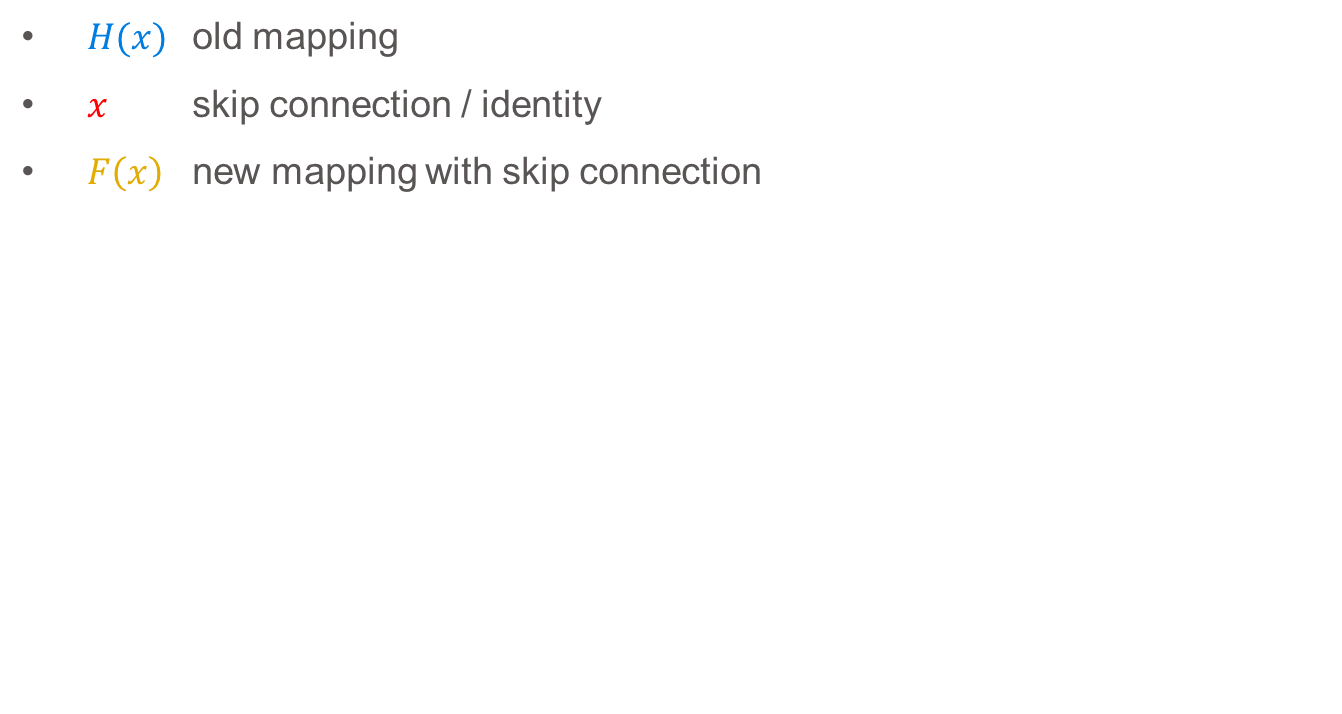 • H(x) old mapping
• x skip connection / identity
• F(x) new mapping with skip connection